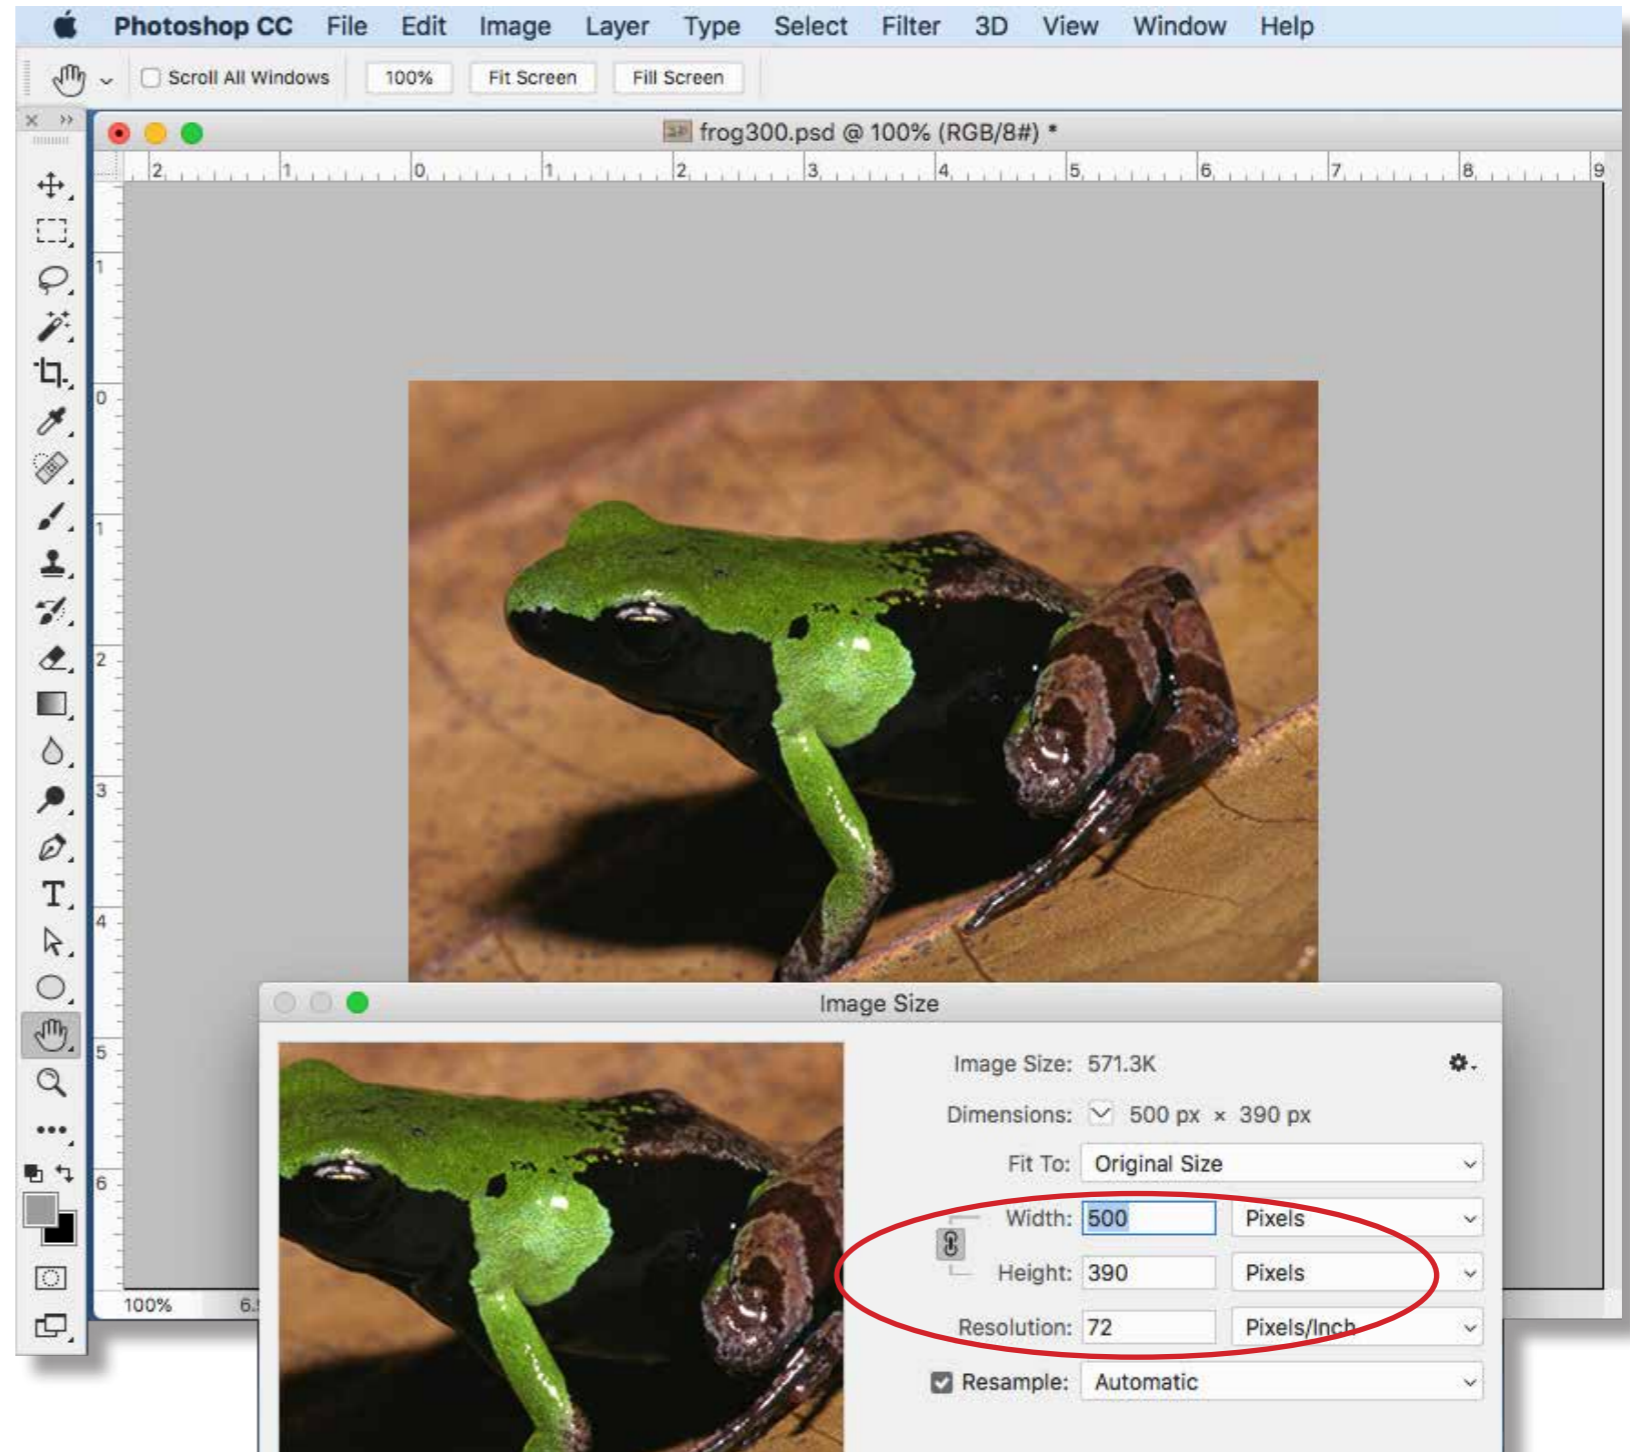 Photoshop CC File Edit Image Layer Type Select Filter 3D View Window Help
Scroll All Windows 100% Fit Screen Fill Screen
frog300.psd @ 100% (RGB/8#) *
2 1 0 1 2 3 4 5 6 7 8 9
1
0
1
2
3
4
5
6
T
100% 6.
Image Size
Image Size: 571.3K
Dimensions: 500 px × 390 px
Fit To: Original Size
Width: 500 Pixels
Height: 390 Pixels
Resolution: 72 Pixels/Inch
Resample: Automatic